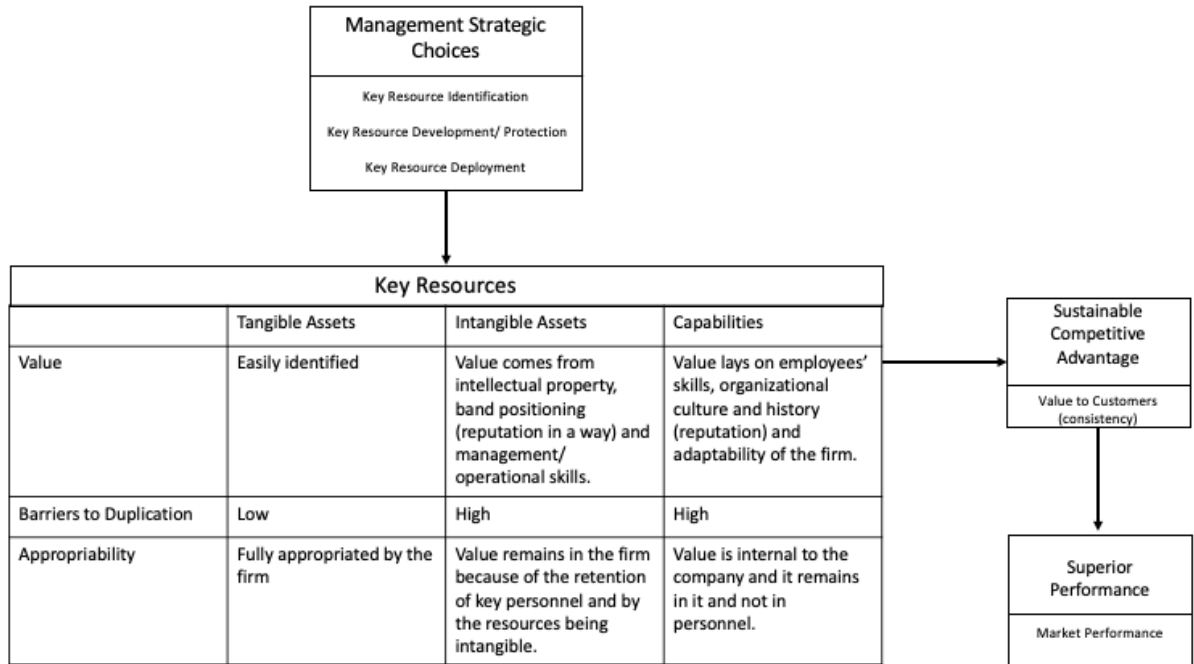 Management Strategic
Choices
Key Resource Identification
Key Resource Development/ Protection
Key Resource Deployment
Key Resources
Tangible Assets
Intangible Assets
Capabilities
Value
Easily identified
Value comes from
intellectual property,
band positioning
(reputation in a way) and
management/
operational skills.
Value lays on employees’
skills, organizational
culture and history
(reputation) and
adaptability of the firm.
Barriers to Duplication
Low
High
High
Appropriability
Fully appropriated by the
firm
Value remains in the firm
because of the retention
of key personnel and by
the resources being
intangible.
Value is internal to the
company and it remains
in it and not in
personnel.
Sustainable
Competitive
Advantage
Value to Customers
(consistency)
Superior
Performance
Market Performance